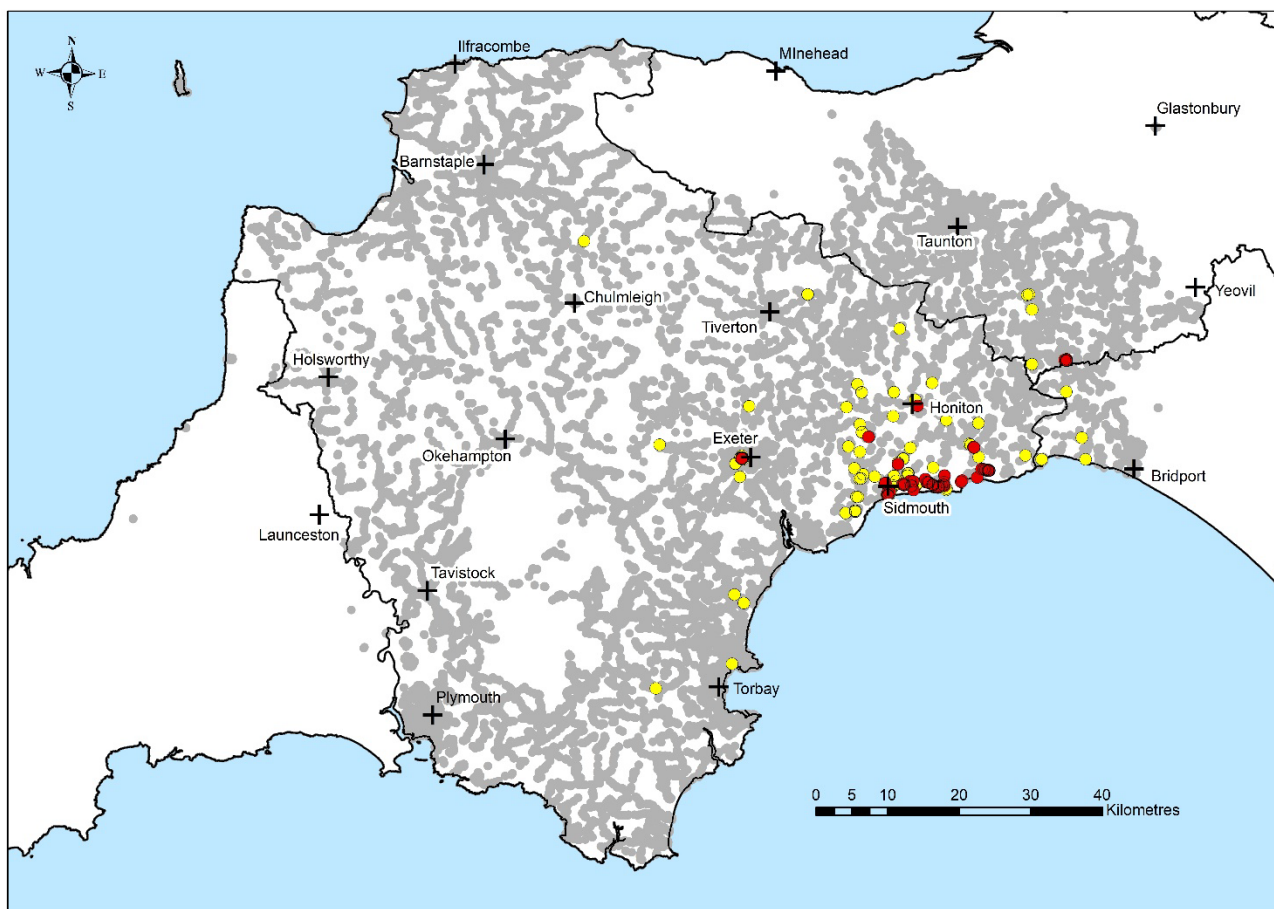 N
W E
S
Ilfracombe
MInehead
Glastonbury
Barnstaple
Taunton
Yeovil
Chulmleigh
Tiverton
Holsworthy
Honiton
Okehampton
Exeter
Bridport
Sidmouth
Launceston
Tavistock
Torbay
Plymouth
0 5 10 20 30 40
Kilometres